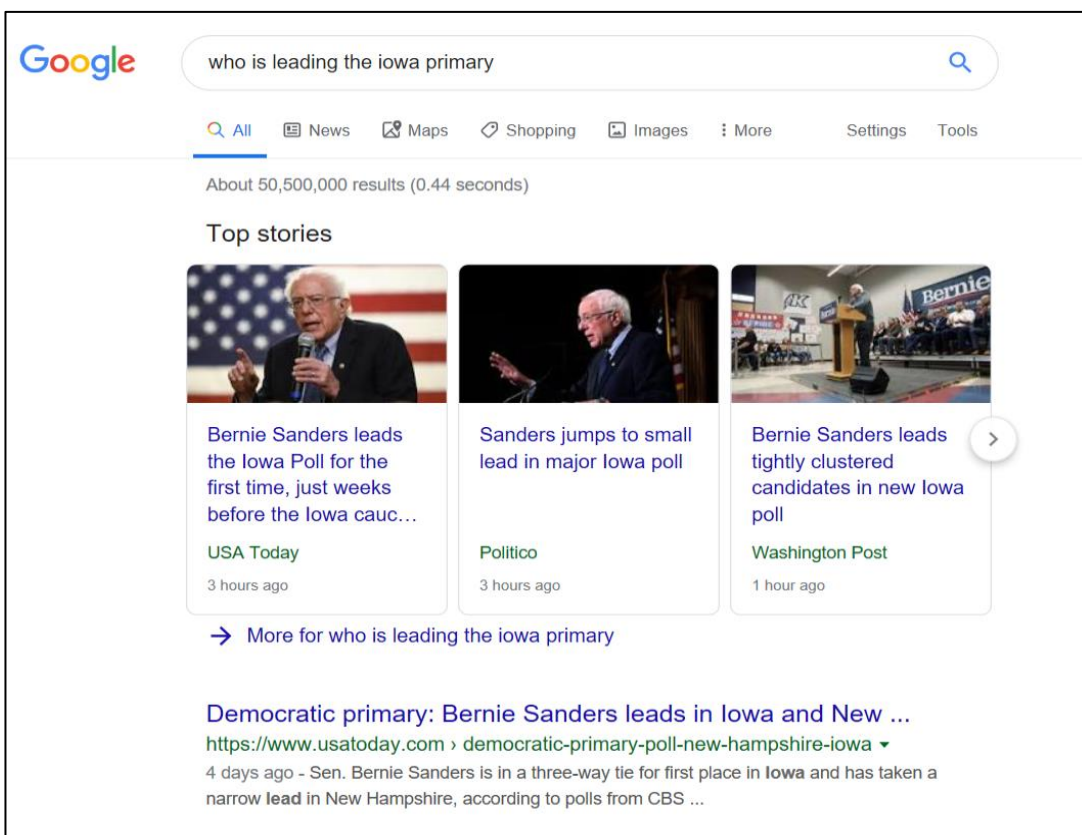 Google
who is leading the iowa primary
All News Maps Shopping Images More Settings Tools
About 50,500,000 results (0.44 seconds)
Top stories
Bernie
Bernie Sanders leads
the Iowa Poll for the
first time, just weeks
before the Iowa cauc…
USA Today
3 hours ago
Sanders jumps to small
lead in major Iowa poll
Politico
3 hours ago
Bernie Sanders leads
tightly clustered
candidates in new Iowa
poll
Washington Post
1 hour ago
More for who is leading the iowa primary
Democratic primary: Bernie Sanders leads in Iowa and New ...
https://www.usatoday.com › democratic-primary-poll-new-hampshire-iowa
4 days ago - Sen. Bernie Sanders is in a three-way tie for first place in Iowa and has taken a
narrow lead in New Hampshire, according to polls from CBS ...